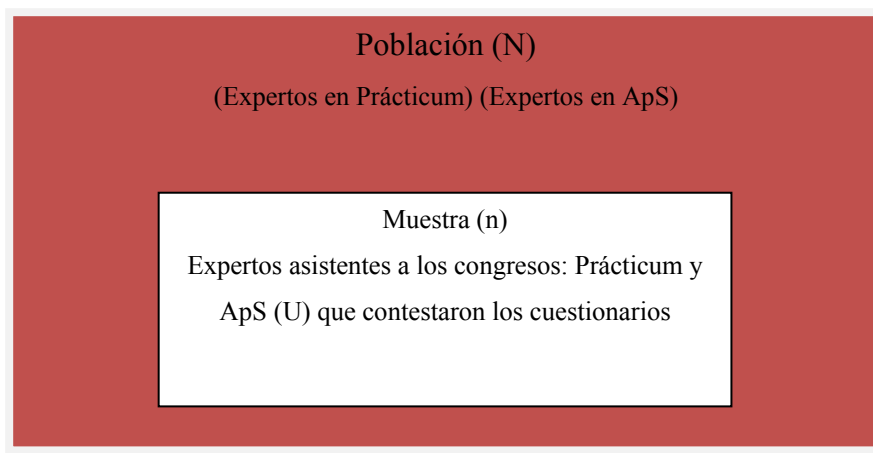 Población (N)
(Expertos en Prácticum) (Expertos en ApS)
Muestra (n)
Expertos asistentes a los congresos: Prácticum y
ApS (U) que contestaron los cuestionarios